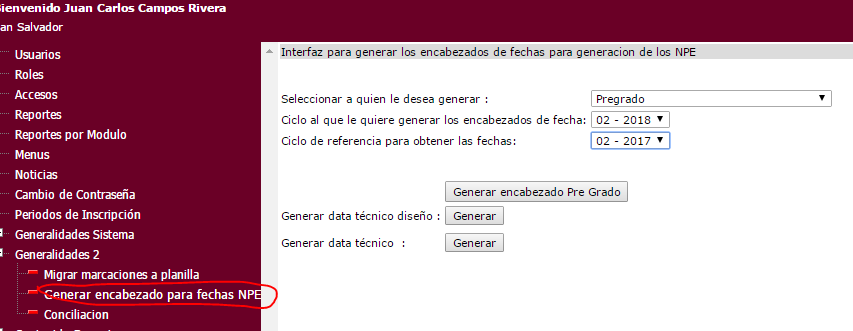 Bienvenido Juan Carlos Campos Rivera
an Salvador
Usuarios
Roles
Accesos
Reportes
Reportes por Modulo
Menus
Noticias
Cambio de Contraseña
Periodos de Inscripción
Generalidades Sistema
Generalidades 2
Migrar marcaciones a planilla
Generar encabezado para fechas NPE
Conciliacion
Interfaz para generar los encabezados de fechas para generacion de los NPE
Seleccionar a quien le desea generar : Pregrado
Ciclo al que le quiere generar los encabezados de fecha: 02 - 2018
Ciclo de referencia para obtener las fechas: 02 - 2017
Generar encabezado Pre Grado
Generar data técnico diseño : Generar
Generar data técnico : Generar